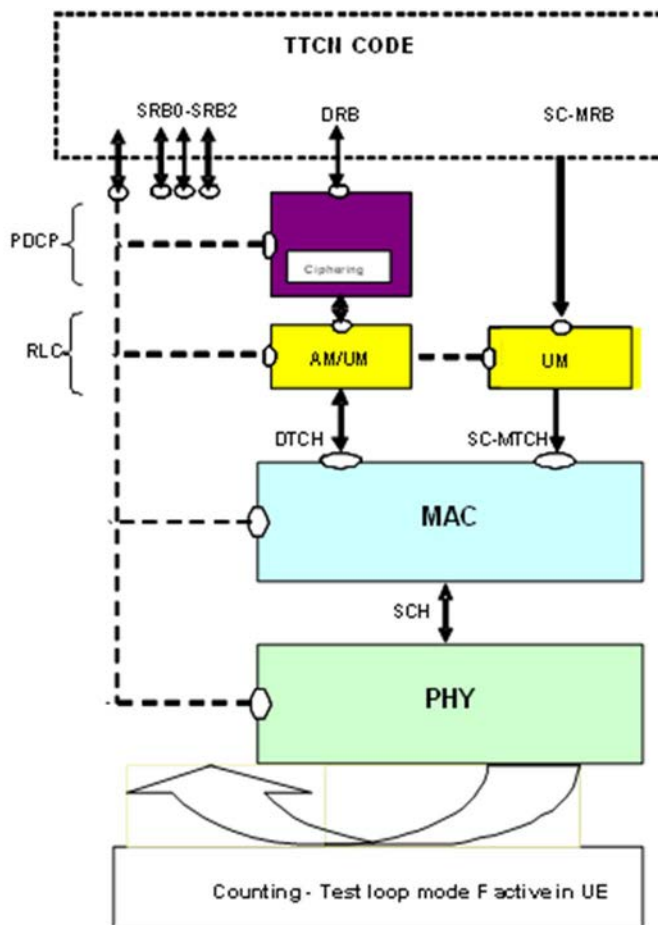 TTCN CODE
SRB0-SRB2
DRB
SC-MRB
PDCP
Ciphering
RLC
AM/UM
UM
DTCH
SC-MTCH
MAC
SCH
PHY
Counting - Test loop mode F active in UE